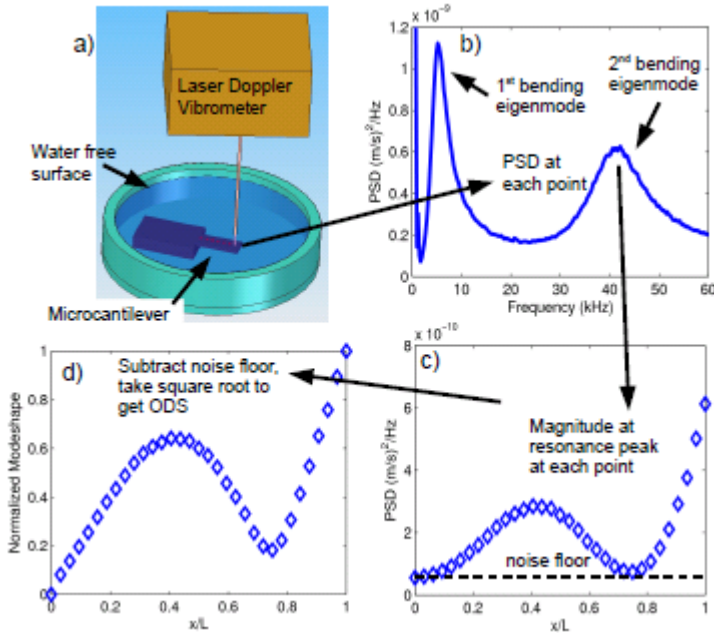 a)
Laser Doppler
Vibrometer
Water free
surface
Microcantilever
b)
x 10⁻⁹
1.2
1.0
0.9
0.6
0.4
0.2
0
PSD (m/s)²/Hz
1st bending
eigenmode
2nd bending
eigenmode
PSD at
each point
0 10 20 30 40 50 60
Frequency (kHz)
d)
Subtract noise floor,
take square root to
get ODS
1
0.8
0.6
0.4
0.2
0
Normalized Modeshape
0 0.2 0.4 0.6 0.8 1
x/L
c)
x 10⁻¹⁰
8
6
4
2
0
PSD (m/s)²/Hz
Magnitude at
resonance peak
at each point
noise floor
0 0.2 0.4 0.6 0.8 1
x/L